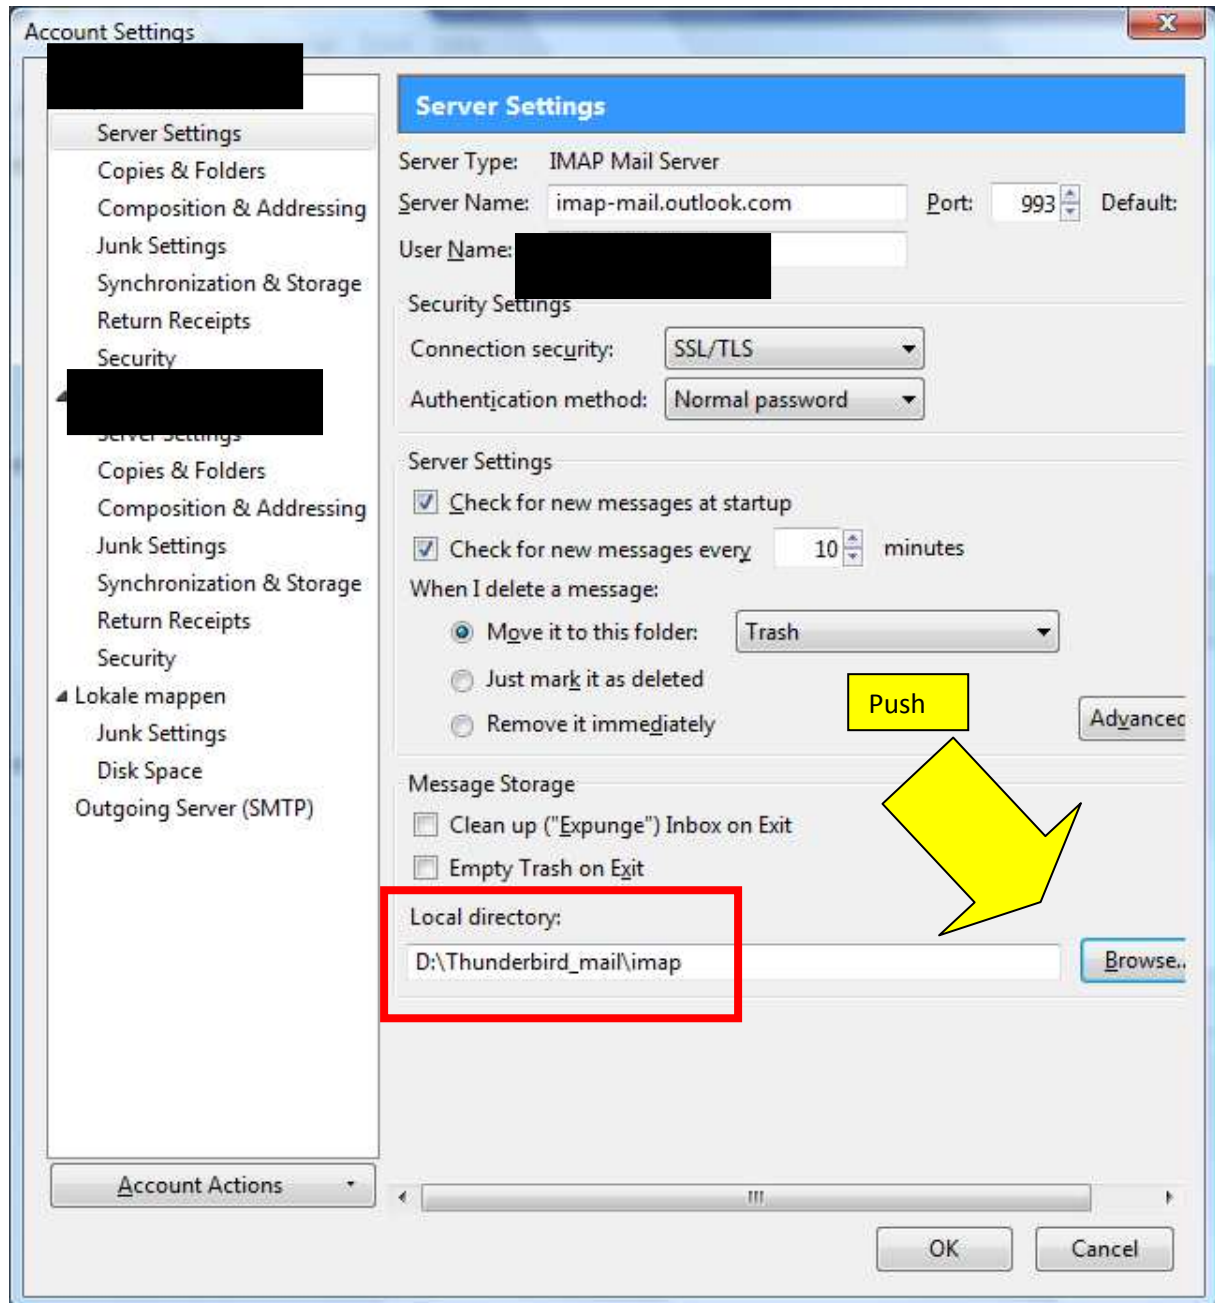 Account Settings
Server Settings
Copies & Folders
Composition & Addressing
Junk Settings
Synchronization & Storage
Return Receipts
Security
Server Settings
Copies & Folders
Composition & Addressing
Junk Settings
Synchronization & Storage
Return Receipts
Security
Lokale mappen
Junk Settings
Disk Space
Outgoing Server (SMTP)
Account Actions
Server Settings
Server Type: IMAP Mail Server
Server Name: imap-mail.outlook.com Port: 993 Default:
User Name:
Security Settings
Connection security: SSL/TLS
Authentication method: Normal password
Server Settings
Check for new messages at startup
Check for new messages every 10 minutes
When I delete a message:
Move it to this folder: Trash
Just mark it as deleted
Remove it immediately
Push
Advanced
Message Storage
Clean up ("Expunge") Inbox on Exit
Empty Trash on Exit
Local directory:
D:\Thunderbird_mail\imap
Browse..
OK Cancel